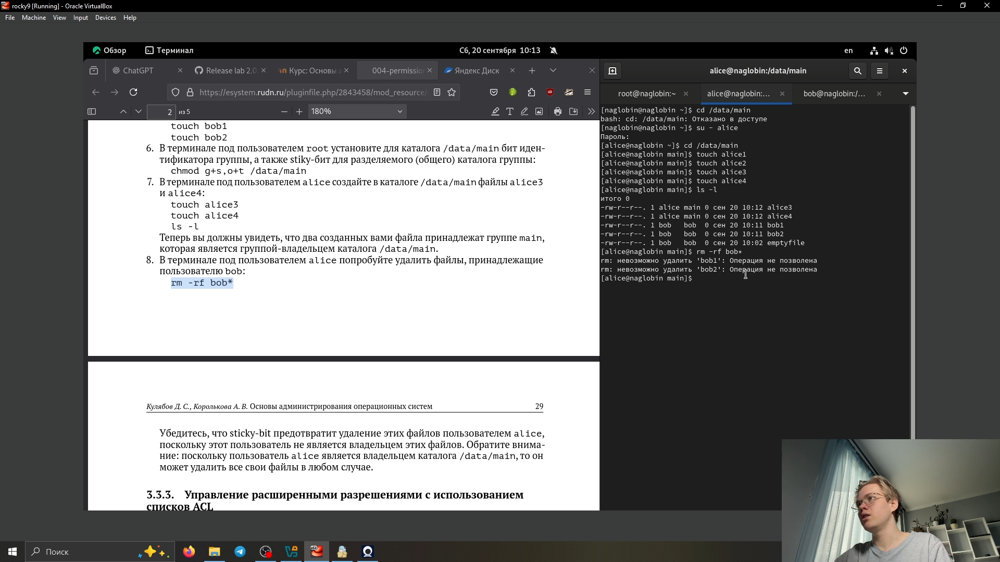 rocky9 [Running] - Oracle VirtualBox
File Machine View Input Devices Help
Обзор Терминал Сб, 20 сентября 10:13 en
ChatGPT Release lab 2.0. Курс: Основы а 004-permission Яндекс Диск
https://esystem.rudn.ru/pluginfile.php/2843458/mod_resource/
2 из 5 180%
touch bob1
touch bob2
6. В терминале под пользователем root установите для каталога /data/main бит иден-
тификатора группы, а также stiky-бит для разделяемого (общего) каталога группы:
chmod g+s,o+t /data/main
7. В терминале под пользователем alice создайте в каталоге /data/main файлы alice3
и alice4:
touch alice3
touch alice4
ls -l
Теперь вы должны увидеть, что два созданных вами файла принадлежат группе main,
которая является группой-владельцем каталога /data/main.
8. В терминале под пользователем alice попробуйте удалить файлы, принадлежащие
пользователю bob:
rm -rf bob*
Кулябов Д. С., Королькова А. В. Основы администрирования операционных систем 29
Убедитесь, что sticky-bit предотвратит удаление этих файлов пользователем alice,
поскольку этот пользователь не является владельцем этих файлов. Обратите внима-
ние: поскольку пользователь alice является владельцем каталога /data/main, то он
может удалить все свои файлы в любом случае.
3.3.3. Управление расширенными разрешениями с использованием
списков ACL
alice@naglobin:/data/main
root@naglobin:~ alice@naglobin:... bob@naglobin:/...
[naglobin@naglobin ~]$ cd /data/main
bash: cd: /data/main: Отказано в доступе
[naglobin@naglobin ~]$ su - alice
Пароль:
[alice@naglobin ~]$ cd /data/main
[alice@naglobin main]$ touch alice1
[alice@naglobin main]$ touch alice2
[alice@naglobin main]$ touch alice3
[alice@naglobin main]$ touch alice4
[alice@naglobin main]$ ls -l
итого 0
-rw-r--r--. 1 alice main 0 сен 20 10:12 alice3
-rw-r--r--. 1 alice main 0 сен 20 10:12 alice4
-rw-r--r--. 1 bob   bob  0 сен 20 10:11 bob1
-rw-r--r--. 1 bob   bob  0 сен 20 10:11 bob2
-rw-r--r--. 1 bob   bob  0 сен 20 10:02 emptyfile
[alice@naglobin main]$ rm -rf bob*
rm: невозможно удалить 'bob1': Операция не позволена
rm: невозможно удалить 'bob2': Операция не позволена
[alice@naglobin main]$
Поиск